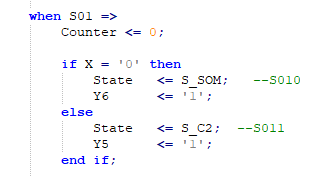 when S01 =>
Counter <= 0;
if X = '0' then
State <= S_SOM; --S010
Y6 <= '1';
else
State <= S_C2; --S011
Y5 <= '1';
end if;